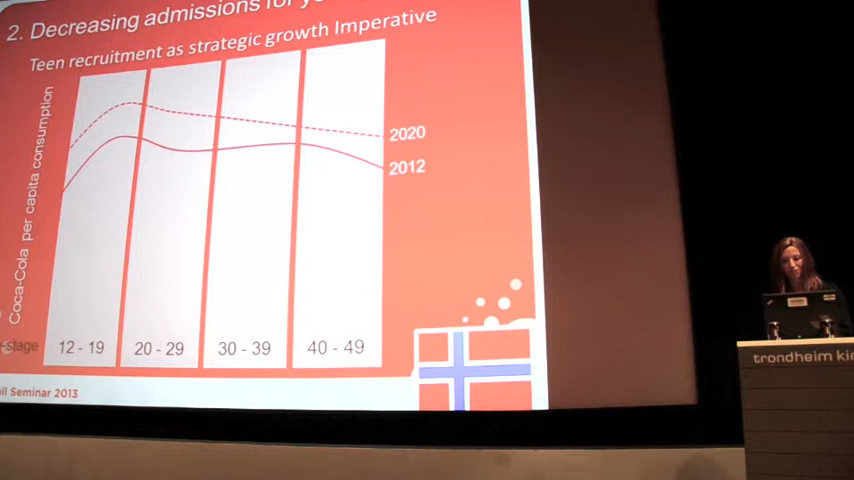 2. Decreasing admissions for
Teen recruitment as strategic growth Imperative
Coca-Cola per capita consumption
2020
2012
-stage
12 - 19
20 - 29
30 - 39
40 - 49
Seminar 2013
trondheim